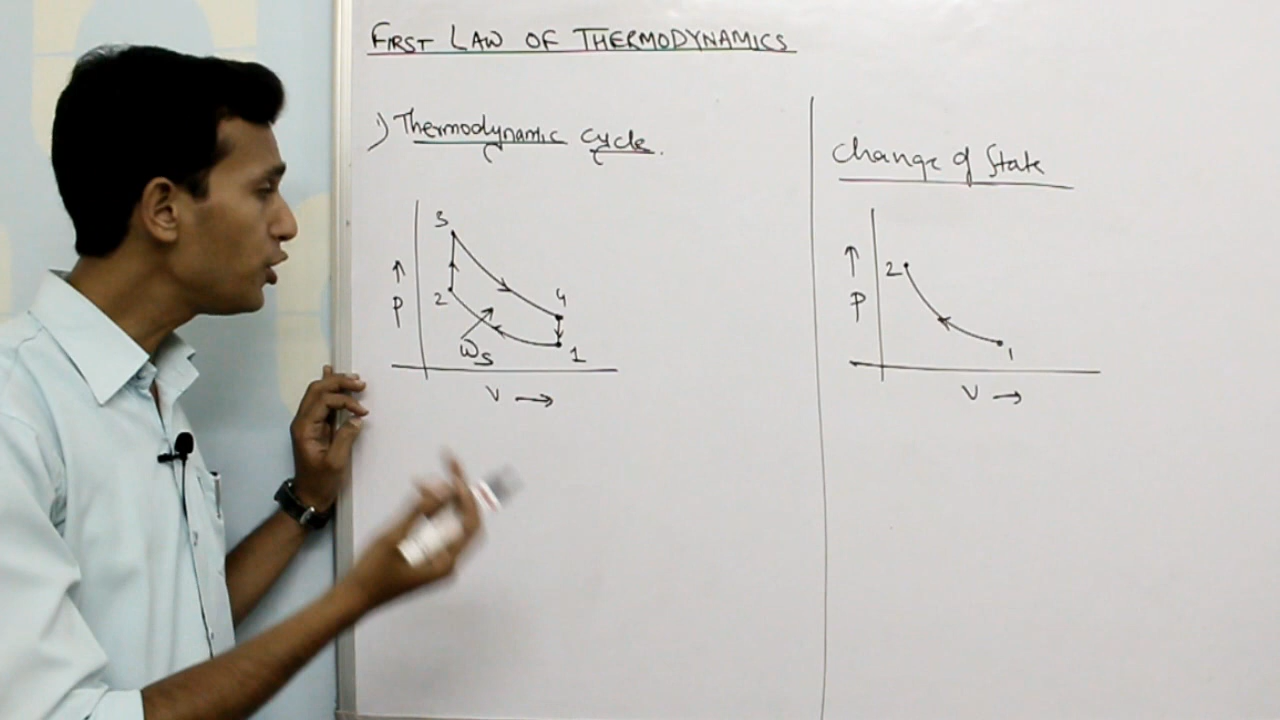 FIRST LAW OF THERMODYNAMICS
1) Thermodynamic Cycle.
3
4
P
2
WS
1
V
Change of State
2
P
1
V